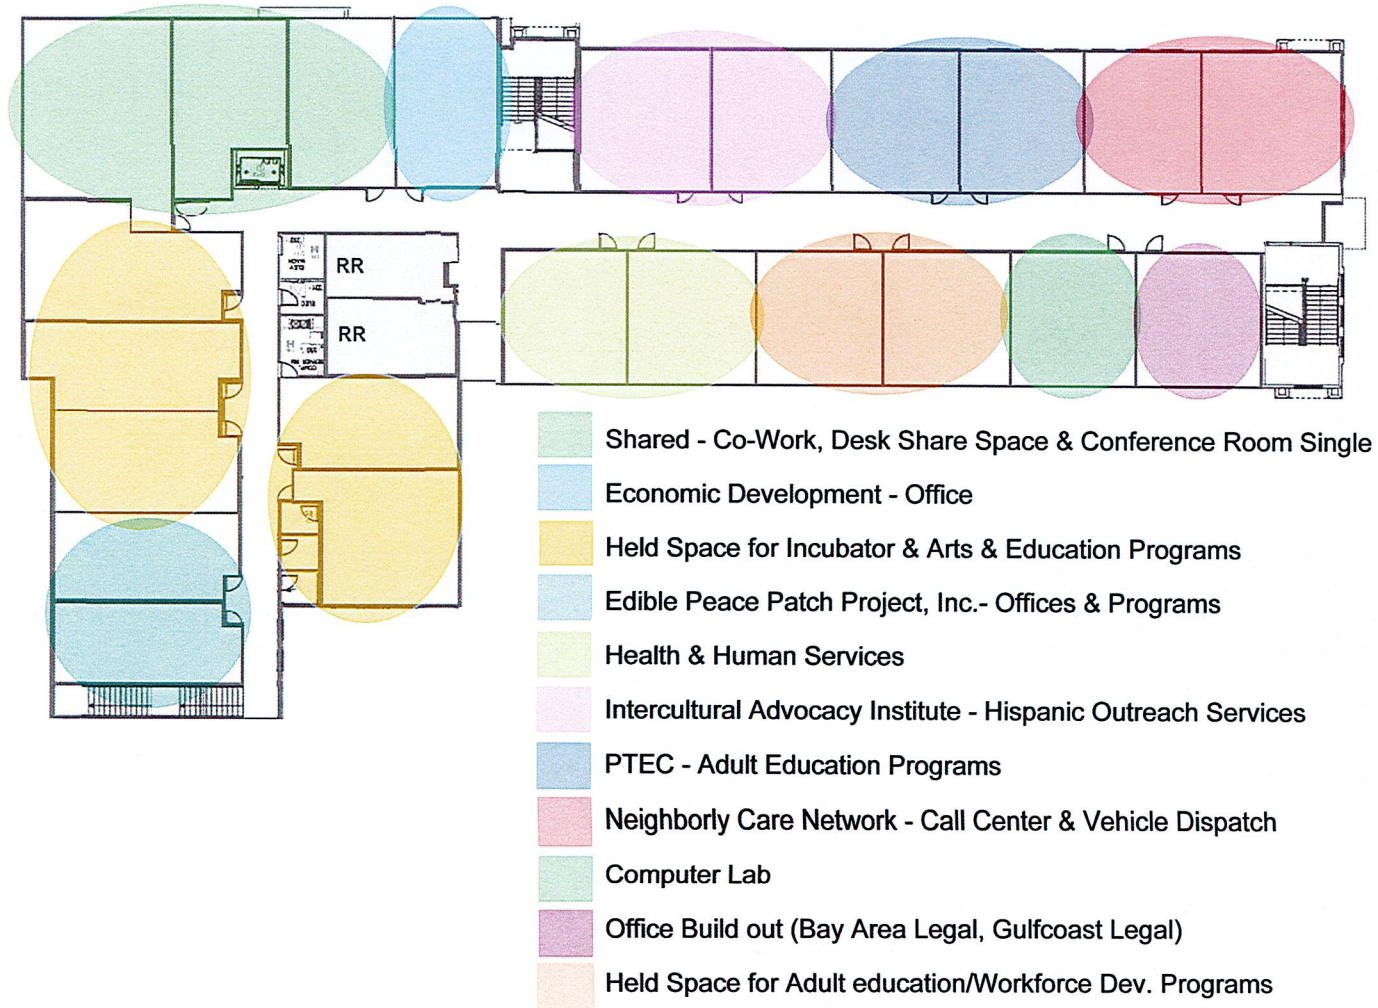 RR
ELEC
RR
Shared - Co-Work, Desk Share Space & Conference Room Single
Economic Development - Office
Held Space for Incubator & Arts & Education Programs
Edible Peace Patch Project, Inc.- Offices & Programs
Health & Human Services
Intercultural Advocacy Institute - Hispanic Outreach Services
PTEC - Adult Education Programs
Neighborly Care Network - Call Center & Vehicle Dispatch
Computer Lab
Office Build out (Bay Area Legal, Gulfcoast Legal)
Held Space for Adult education/Workforce Dev. Programs